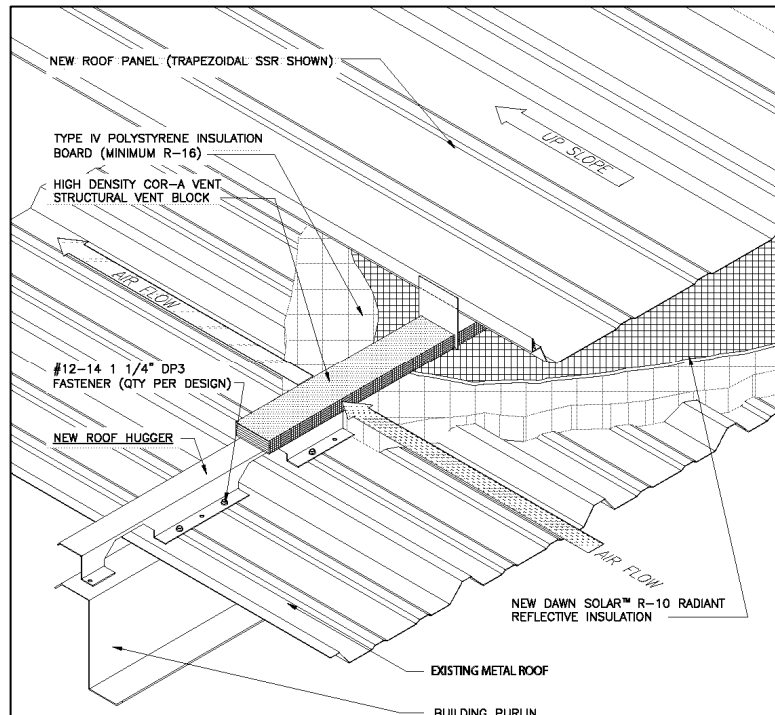 NEW ROOF PANEL (TRAPEZOIDAL SSR SHOWN)
UP SLOPE
TYPE IV POLYSTYRENE INSULATION
BOARD (MINIMUM R-16)
HIGH DENSITY COR-A VENT
STRUCTURAL VENT BLOCK
AIR FLOW
#12-14 1 1/4" DP3
FASTENER (QTY PER DESIGN)
NEW ROOF HUGGER
AIR FLOW
NEW DAWN SOLAR™ R-10 RADIANT
REFLECTIVE INSULATION
EXISTING METAL ROOF
BUILDING PURLIN